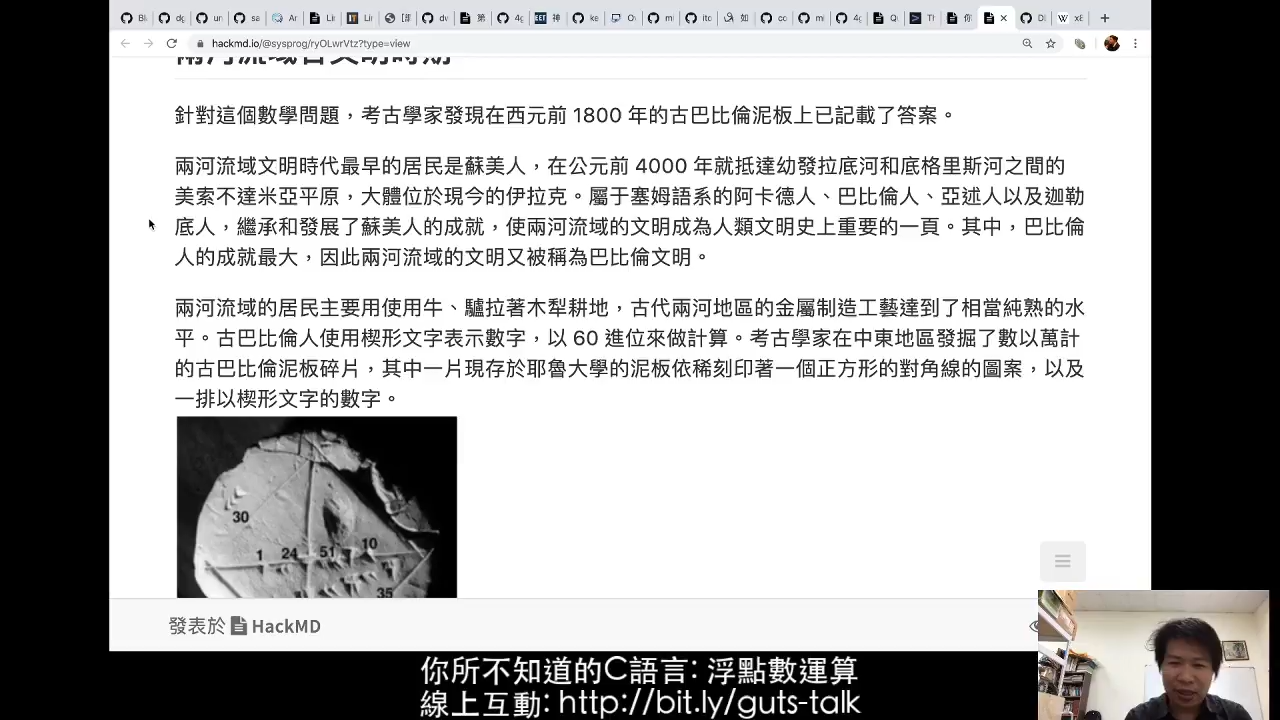 hackmd.io/@sysprog/ryOLwrVtz?type=view
兩河流域古文明時期
針對這個數學問題，考古學家發現在西元前 1800 年的古巴比倫泥板上已記載了答案。
兩河流域文明時代最早的居民是蘇美人，在公元前 4000 年就抵達幼發拉底河和底格里斯河之間的
美索不達米亞平原，大體位於現今的伊拉克。屬于塞姆語系的阿卡德人、巴比倫人、亞述人以及迦勒
底人，繼承和發展了蘇美人的成就，使兩河流域的文明成為人類文明史上重要的一頁。其中，巴比倫
人的成就最大，因此兩河流域的文明又被稱為巴比倫文明。
兩河流域的居民主要用使用牛、驢拉著木犁耕地，古代兩河地區的金屬制造工藝達到了相當純熟的水
平。古巴比倫人使用楔形文字表示數字，以 60 進位來做計算。考古學家在中東地區發掘了數以萬計
的古巴比倫泥板碎片，其中一片現存於耶魯大學的泥板依稀刻印著一個正方形的對角線的圖案，以及
一排以楔形文字的數字。
30
1 24 51 10
35
發表於 HackMD
你所不知道的C語言: 浮點數運算
線上互動: http://bit.ly/guts-talk